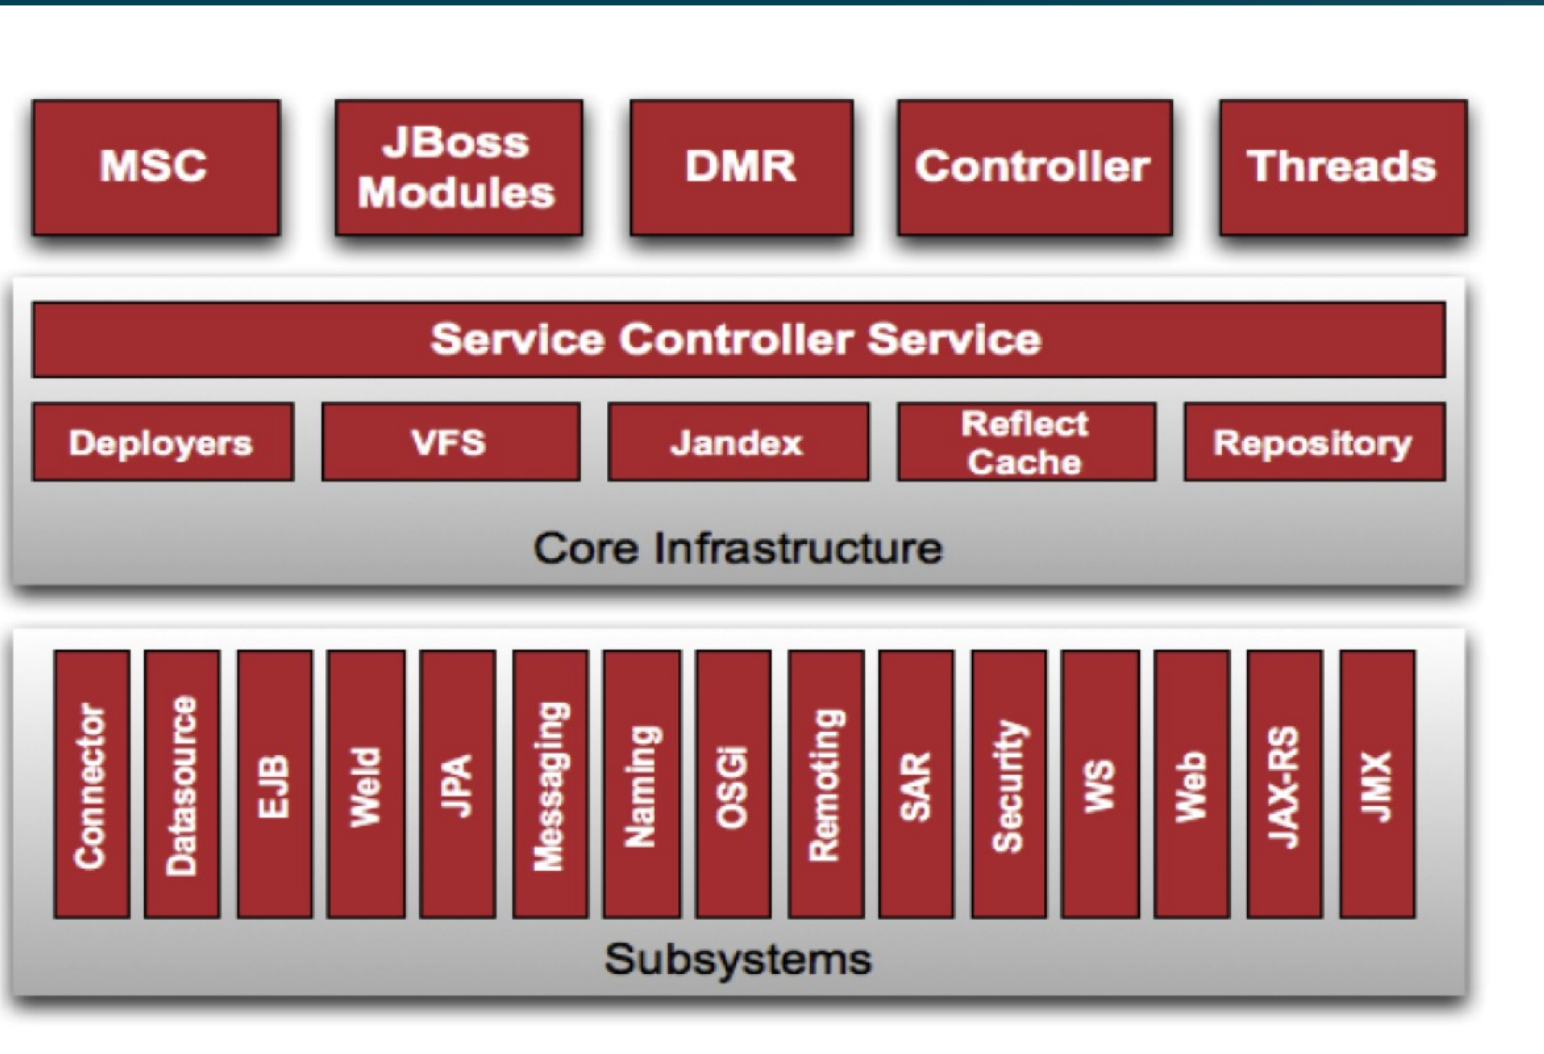 MSC
JBoss
Modules
DMR
Controller
Threads
Service Controller Service
Deployers
VFS
Jandex
Reflect
Cache
Repository
Core Infrastructure
Connector
Datasource
EJB
Weld
JPA
Messaging
Naming
OSGi
Remoting
SAR
Security
WS
Web
JAX-RS
JMX
Subsystems